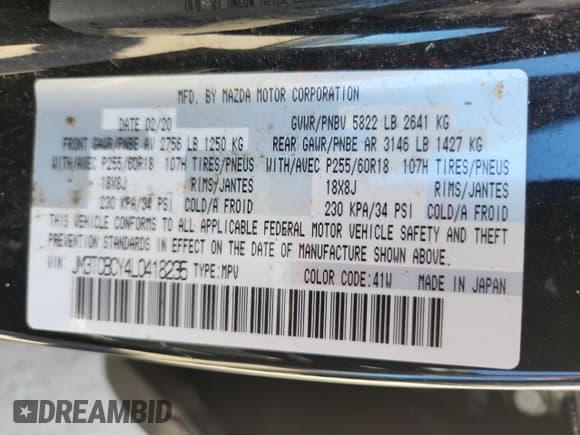 MFD. BY MAZDA MOTOR CORPORATION
DATE 02/20 GVWR/PNBV 5822 LB 2641 KG
FRONT GAWR/PNBE AV 2756 LB 1250 KG REAR GAWR/PNBE AR 3146 LB 1427 KG
WITH/AVEC P255/60R18 107H TIRES/PNEUS WITH/AVEC P255/60R18 107H TIRES/PNEUS
18X8J RIMS/JANTES 18X8J RIMS/JANTES
230 KPA/34 PSI COLD/A FROID 230 KPA/34 PSI COLD/A FROID
THIS VEHICLE CONFORMS TO ALL APPLICABLE FEDERAL MOTOR VEHICLE SAFETY AND THEFT
PREVENTION STANDARDS IN EFFECT ON THE DATE OF MANUFACTURE SHOWN ABOVE.
VIN: JM3TCBCY4L0418235 TYPE:MPV COLOR CODE:41W MADE IN JAPAN
DREAMBID